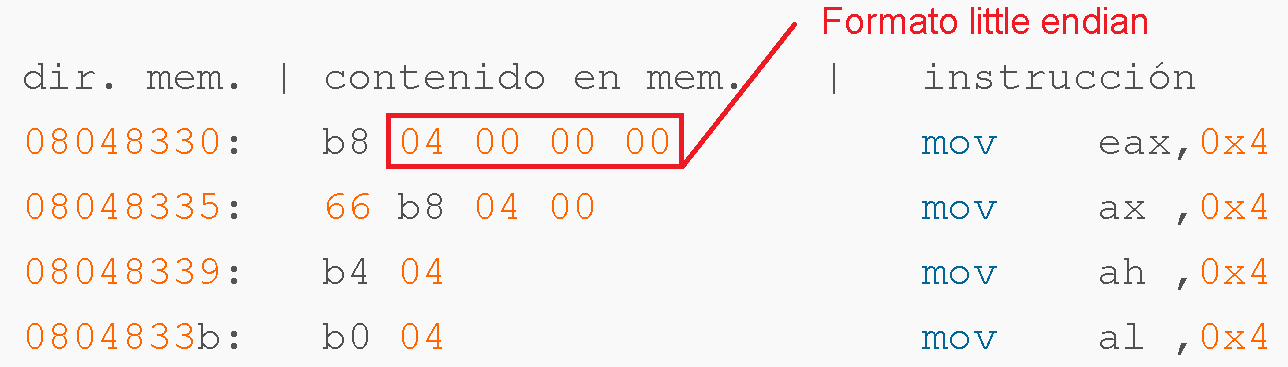 Formato little endian
dir. mem. | contenido en mem. | instrucción
08048330: b8 04 00 00 00 mov eax,0x4
08048335: 66 b8 04 00 mov ax ,0x4
08048339: b4 04 mov ah ,0x4
0804833b: b0 04 mov al ,0x4